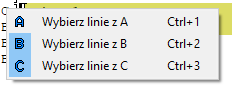 A Wybierz linie z A Ctrl+1
B Wybierz linie z B Ctrl+2
C Wybierz linie z C Ctrl+3